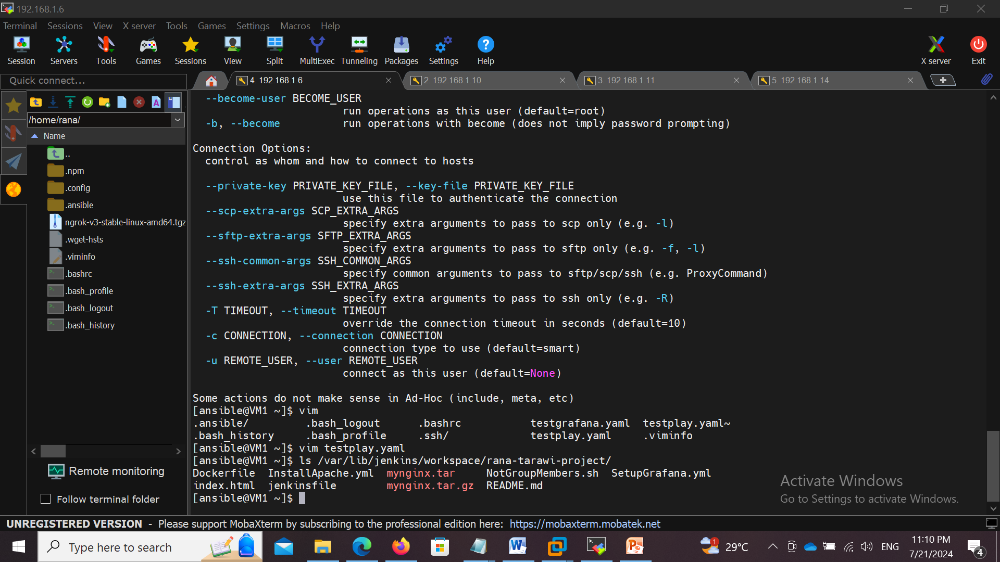 192.168.1.6
Terminal Sessions View X server Tools Games Settings Macros Help
Session Servers Tools Games Sessions View Split MultiExec Tunneling Packages Settings Help X server Exit
Quick connect...
4. 192.168.1.6
2. 192.168.1.10
3. 192.168.1.11
5. 192.168.1.14
/home/rana/
Name
..
.npm
.config
.ansible
ngrok-v3-stable-linux-amd64.tgz
.wget-hsts
.viminfo
.bashrc
.bash_profile
.bash_logout
.bash_history
Remote monitoring
Follow terminal folder
--become-user BECOME_USER
run operations as this user (default=root)
-b, --become run operations with become (does not imply password prompting)
Connection Options:
control as whom and how to connect to hosts
--private-key PRIVATE_KEY_FILE, --key-file PRIVATE_KEY_FILE
use this file to authenticate the connection
--scp-extra-args SCP_EXTRA_ARGS
specify extra arguments to pass to scp only (e.g. -l)
--sftp-extra-args SFTP_EXTRA_ARGS
specify extra arguments to pass to sftp only (e.g. -f, -l)
--ssh-common-args SSH_COMMON_ARGS
specify common arguments to pass to sftp/scp/ssh (e.g. ProxyCommand)
--ssh-extra-args SSH_EXTRA_ARGS
specify extra arguments to pass to ssh only (e.g. -R)
-T TIMEOUT, --timeout TIMEOUT
override the connection timeout in seconds (default=10)
-c CONNECTION, --connection CONNECTION
connection type to use (default=smart)
-u REMOTE_USER, --user REMOTE_USER
connect as this user (default=None)
Some actions do not make sense in Ad-Hoc (include, meta, etc)
[ansible@VM1 ~]$ vim
.ansible/ .bash_logout .bashrc testgrafana.yaml testplay.yaml~
.bash_history .bash_profile .ssh/ testplay.yaml .viminfo
[ansible@VM1 ~]$ vim testplay.yaml
[ansible@VM1 ~]$ ls /var/lib/jenkins/workspace/rana-tarawi-project/
Dockerfile InstallApache.yml mynginx.tar NotGroupMembers.sh SetupGrafana.yml
index.html jenkinsfile mynginx.tar.gz README.md
[ansible@VM1 ~]$
Activate Windows
Go to Settings to activate Windows.
UNREGISTERED VERSION - Please support MobaXterm by subscribing to the professional edition here: https://mobaxterm.mobatek.net
Type here to search
1
29°C
ENG
11:10 PM
7/21/2024
4